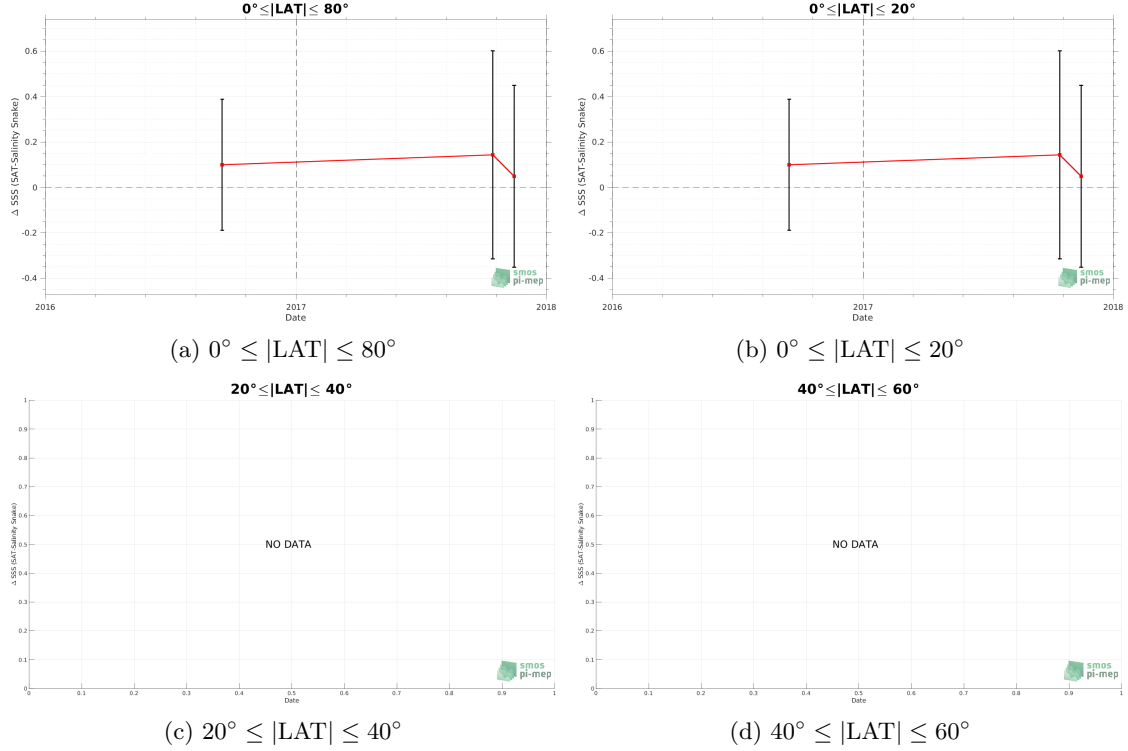 0°≤|LAT|≤ 80°
0.6
0.4
0.2
0
-0.2
-0.4
Δ SSS (SAT-Salinity Snake)
2016
2017
2018
Date
smos
pi-mep
(a) 0° ≤ |LAT| ≤ 80°
0°≤|LAT|≤ 20°
0.6
0.4
0.2
0
-0.2
-0.4
Δ SSS (SAT-Salinity Snake)
2016
2017
2018
Date
smos
pi-mep
(b) 0° ≤ |LAT| ≤ 20°
20°≤|LAT|≤ 40°
1
0.9
0.8
0.7
0.6
0.5
0.4
0.3
0.2
0.1
0
Δ SSS (SAT-Salinity Snake)
NO DATA
0
0.1
0.2
0.3
0.4
0.5
0.6
0.7
0.8
0.9
1
Date
smos
pi-mep
(c) 20° ≤ |LAT| ≤ 40°
40°≤|LAT|≤ 60°
1
0.9
0.8
0.7
0.6
0.5
0.4
0.3
0.2
0.1
0
Δ SSS (SAT-Salinity Snake)
NO DATA
0
0.1
0.2
0.3
0.4
0.5
0.6
0.7
0.8
0.9
1
Date
smos
pi-mep
(d) 40° ≤ |LAT| ≤ 60°